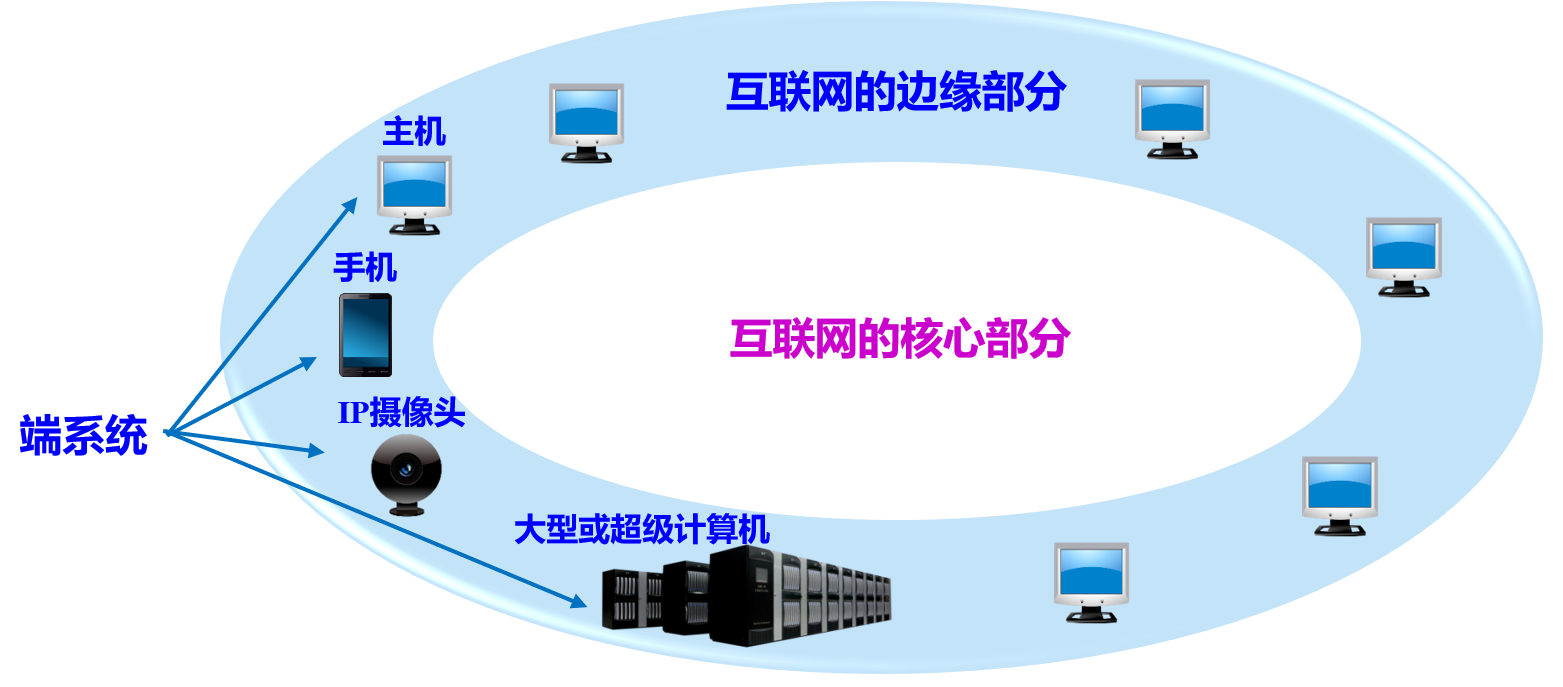 互联网的边缘部分
主机
手机
互联网的核心部分
IP摄像头
端系统
大型或超级计算机